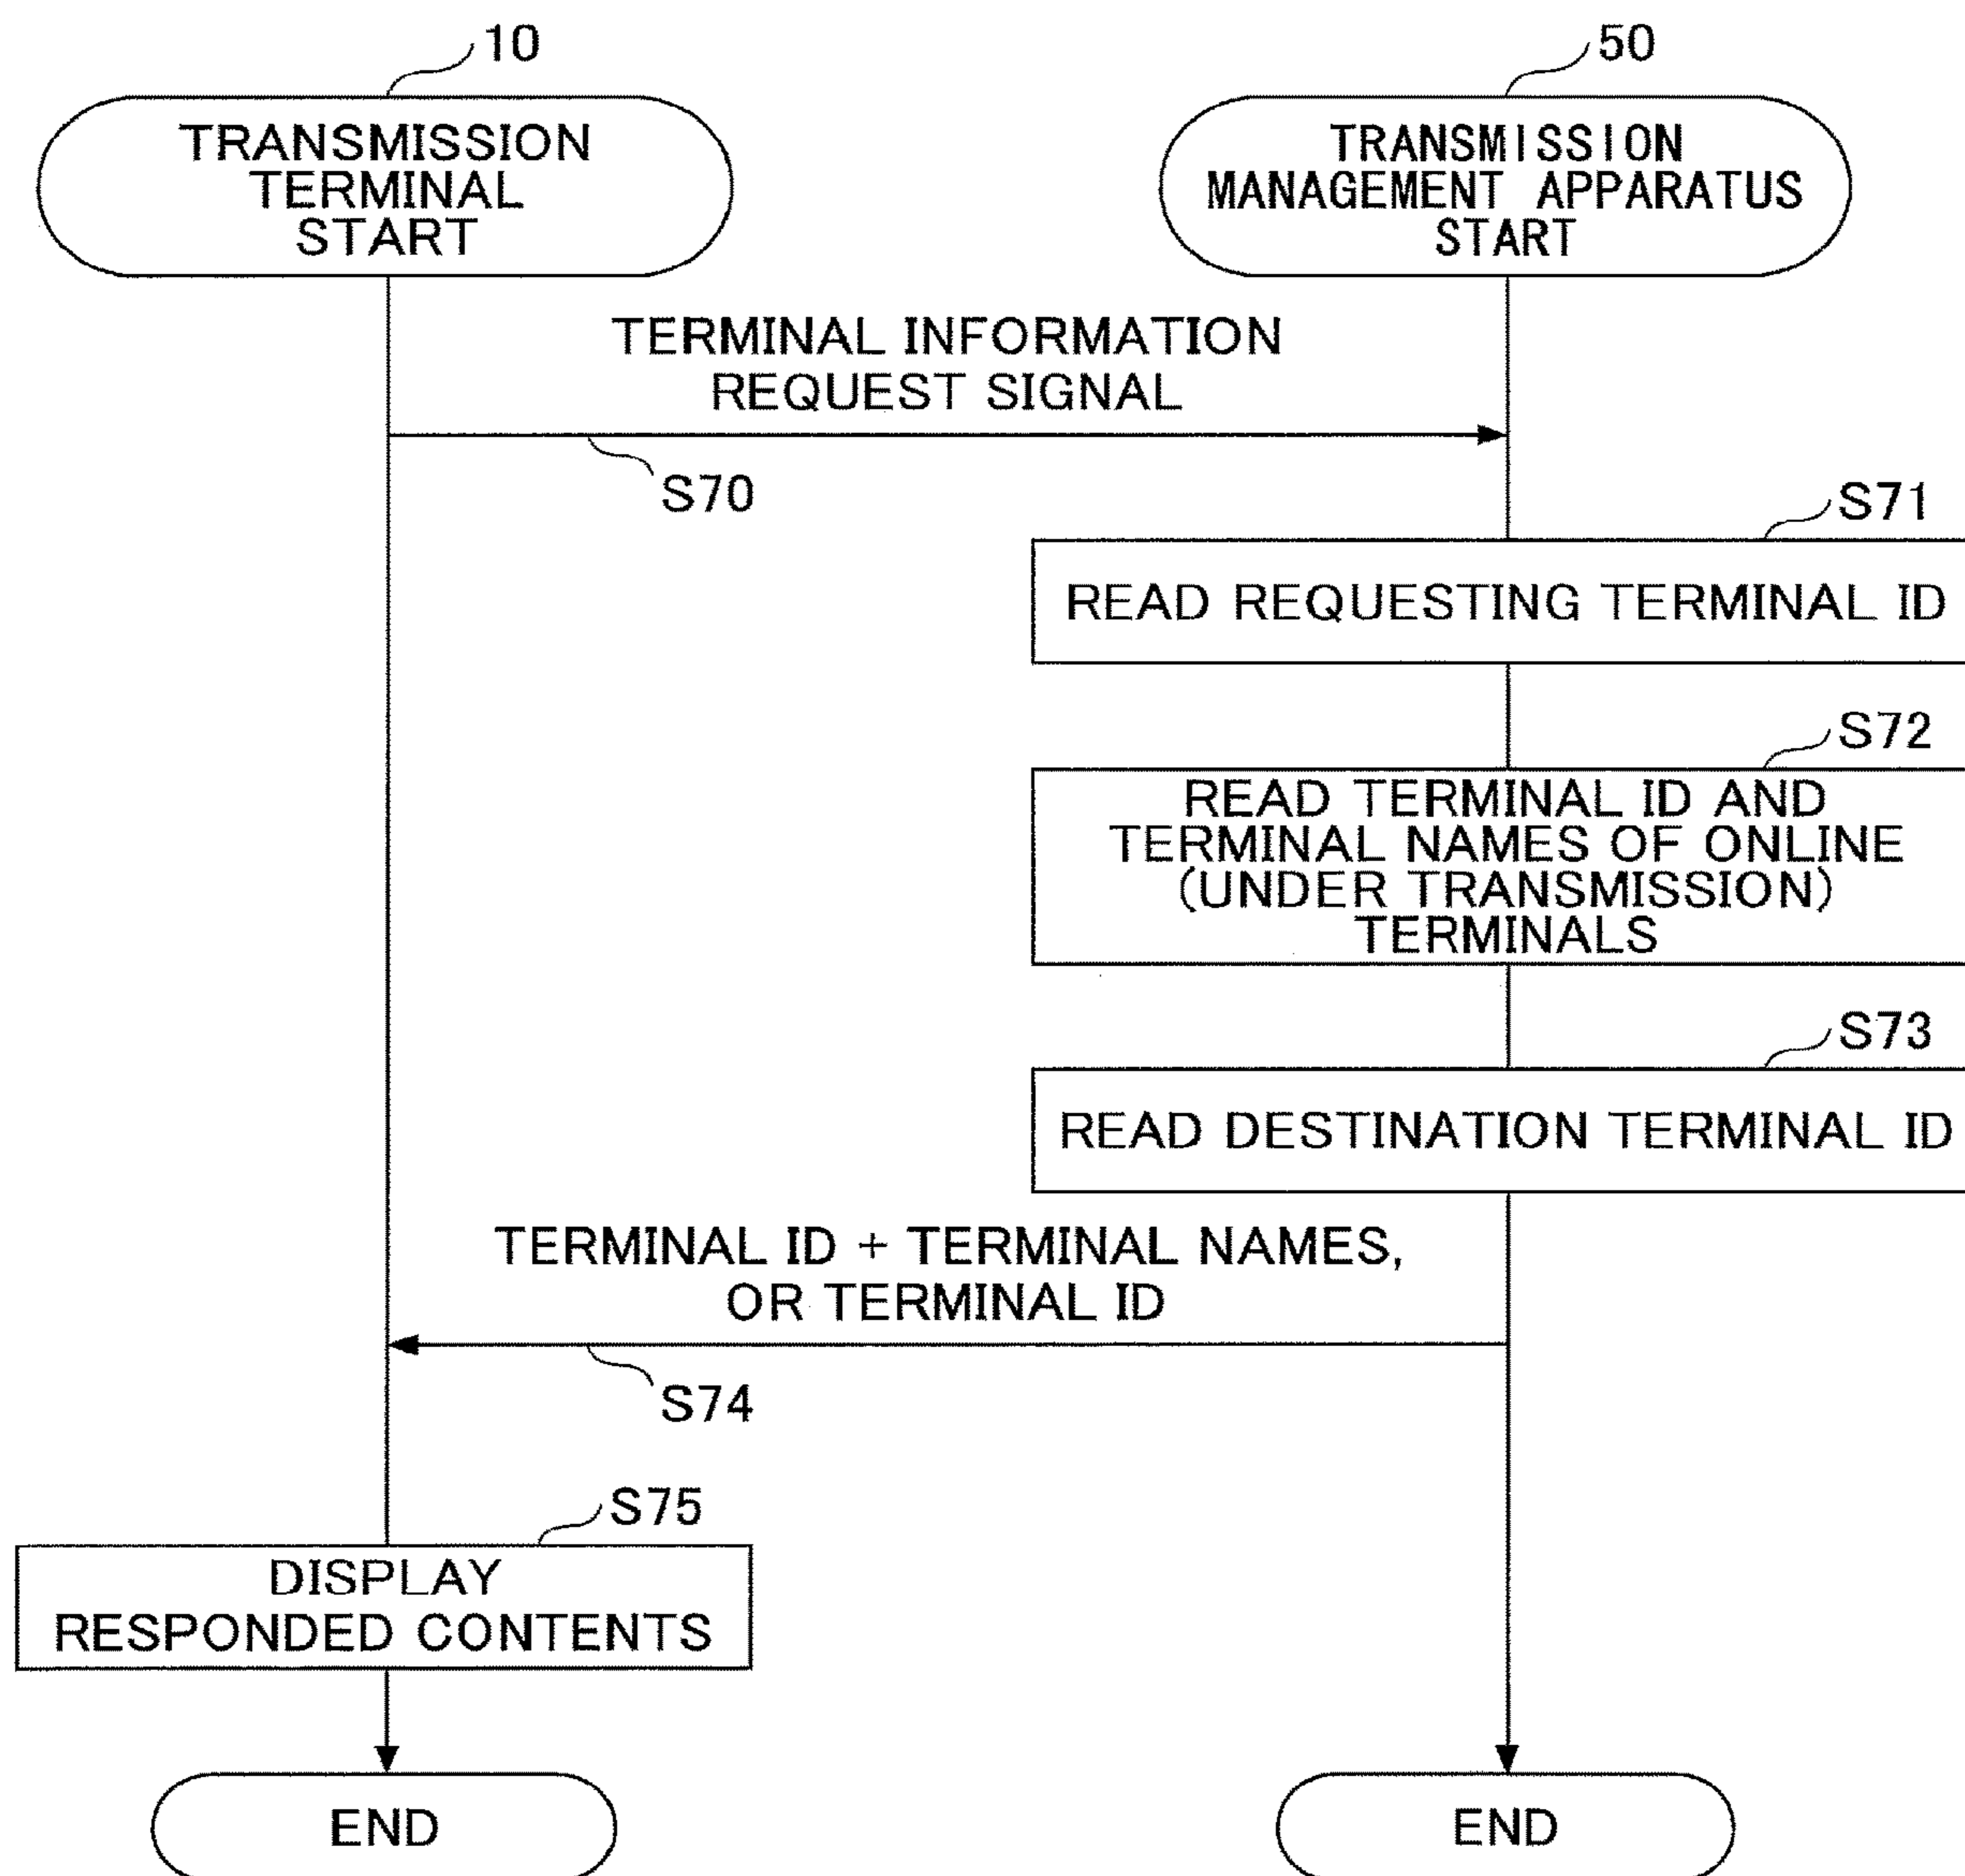 10
50
TRANSMISSION
TERMINAL
START
TRANSMISSION
MANAGEMENT APPARATUS
START
TERMINAL INFORMATION
REQUEST SIGNAL
S70
S71
READ REQUESTING TERMINAL ID
S72
READ TERMINAL ID AND
TERMINAL NAMES OF ONLINE
(UNDER TRANSMISSION)
TERMINALS
S73
READ DESTINATION TERMINAL ID
TERMINAL ID + TERMINAL NAMES,
OR TERMINAL ID
S74
S75
DISPLAY
RESPONDED CONTENTS
END
END